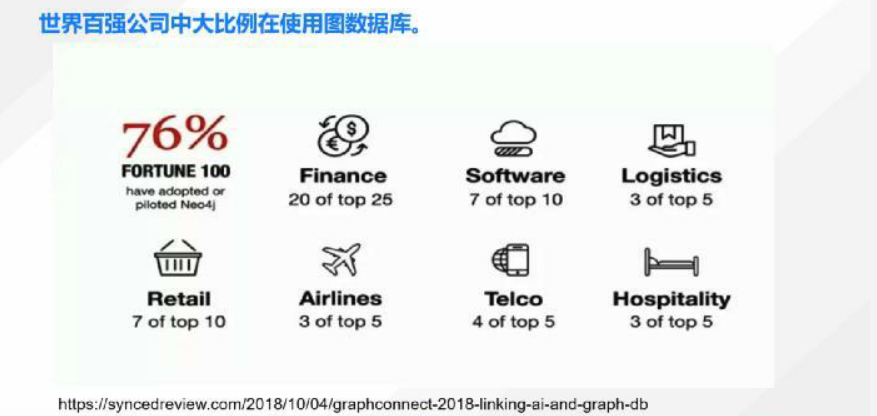 世界百强公司中大比例在使用图数据库。
76%
FORTUNE 100
have adopted or
piloted Neo4j
Finance
20 of top 25
Software
7 of top 10
Logistics
3 of top 5
Retail
7 of top 10
Airlines
3 of top 5
Telco
4 of top 5
Hospitality
3 of top 5
https://syncedreview.com/2018/10/04/graphconnect-2018-linking-ai-and-graph-db